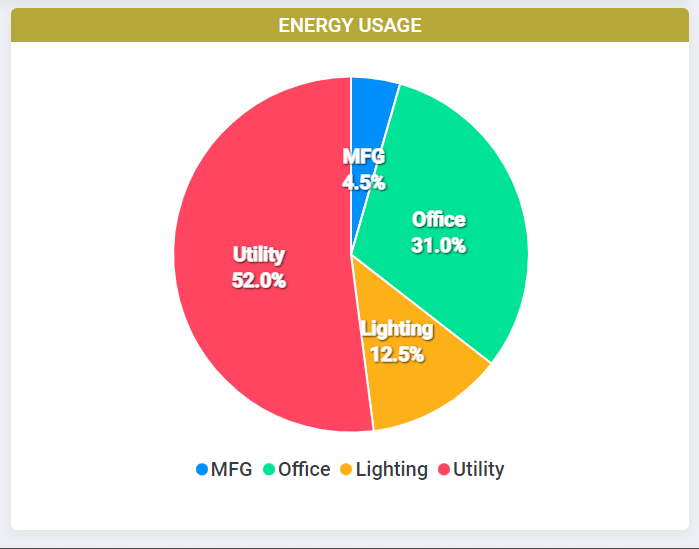 ENERGY USAGE
MFG
4.5%
Office
31.0%
Utility
52.0%
Lighting
12.5%
MFG Office Lighting Utility